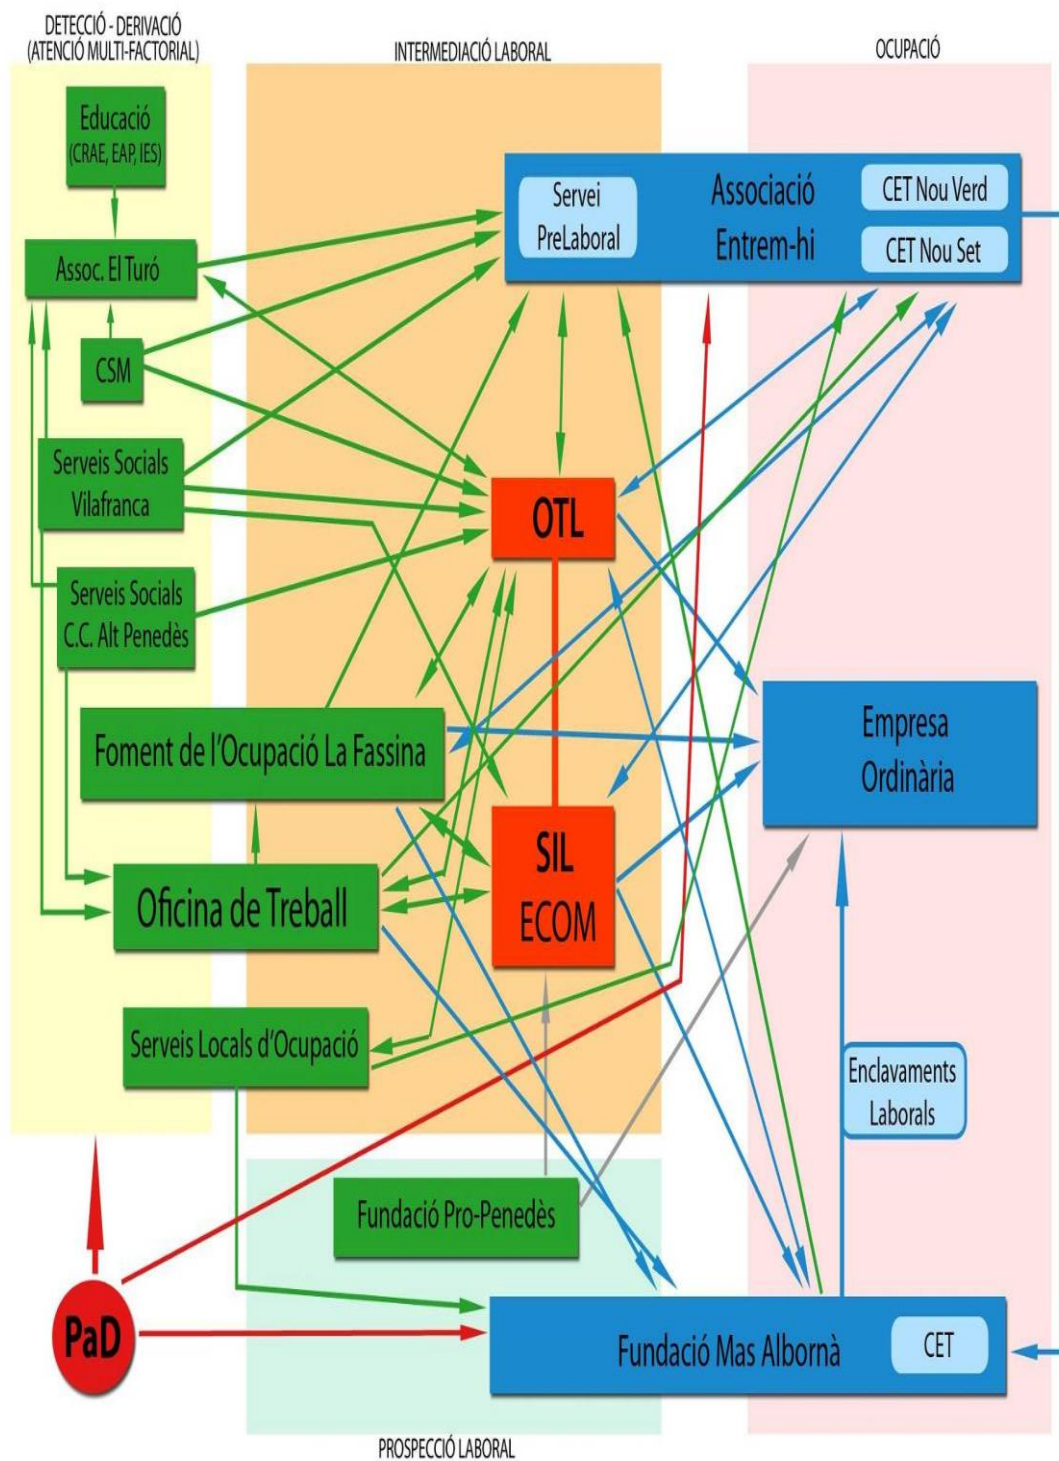 DETECCIÓ - DERIVACIÓ
(ATENCIÓ MULTI-FACTORIAL)
INTERMEDIACIÓ LABORAL
OCUPACIÓ
Educació
(CRAE, EAP, IES)
Servei
PreLaboral
Associació
Entrem-hi
CET Nou Verd
CET Nou Set
Assoc. El Turó
CSM
Serveis Socials
Vilafranca
OTL
Serveis Socials
C.C. Alt Penedès
Foment de l'Ocupació La Fassina
Empresa
Ordinària
SIL
ECOM
Oficina de Treball
Serveis Locals d'Ocupació
Enclavaments
Laborals
Fundació Pro-Penedès
PaD
Fundació Mas Albornà
CET
PROSPECCIÓ LABORAL